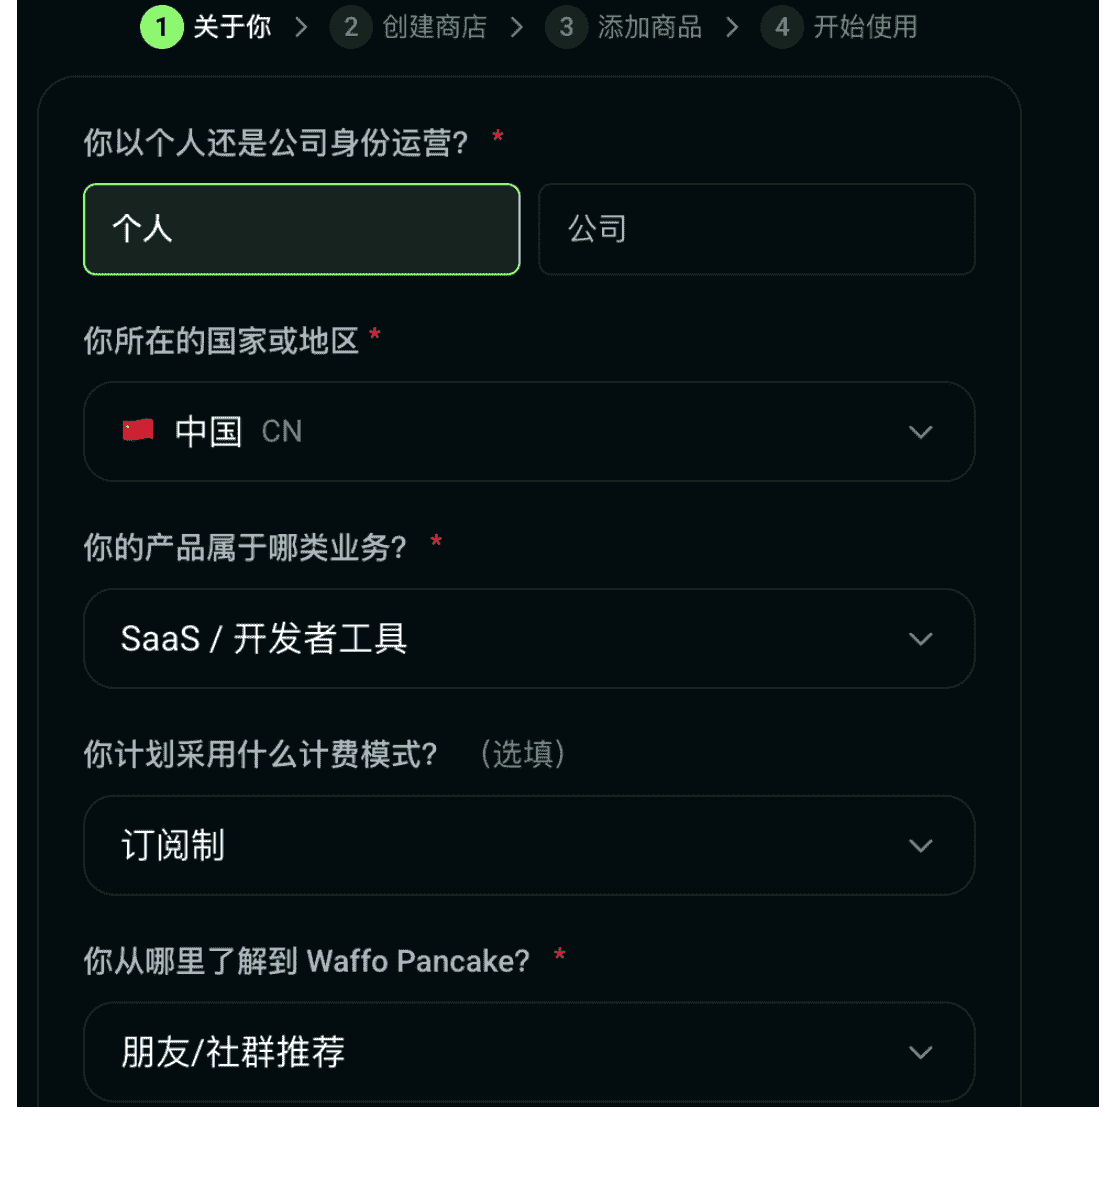 1 关于你 > 2 创建商店 > 3 添加商品 > 4 开始使用
你以个人还是公司身份运营? *
个人 公司
你所在的国家或地区 *
中国 CN
你的产品属于哪类业务? *
SaaS / 开发者工具
你计划采用什么计费模式? (选填)
订阅制
你从哪里了解到 Waffo Pancake? *
朋友/社群推荐